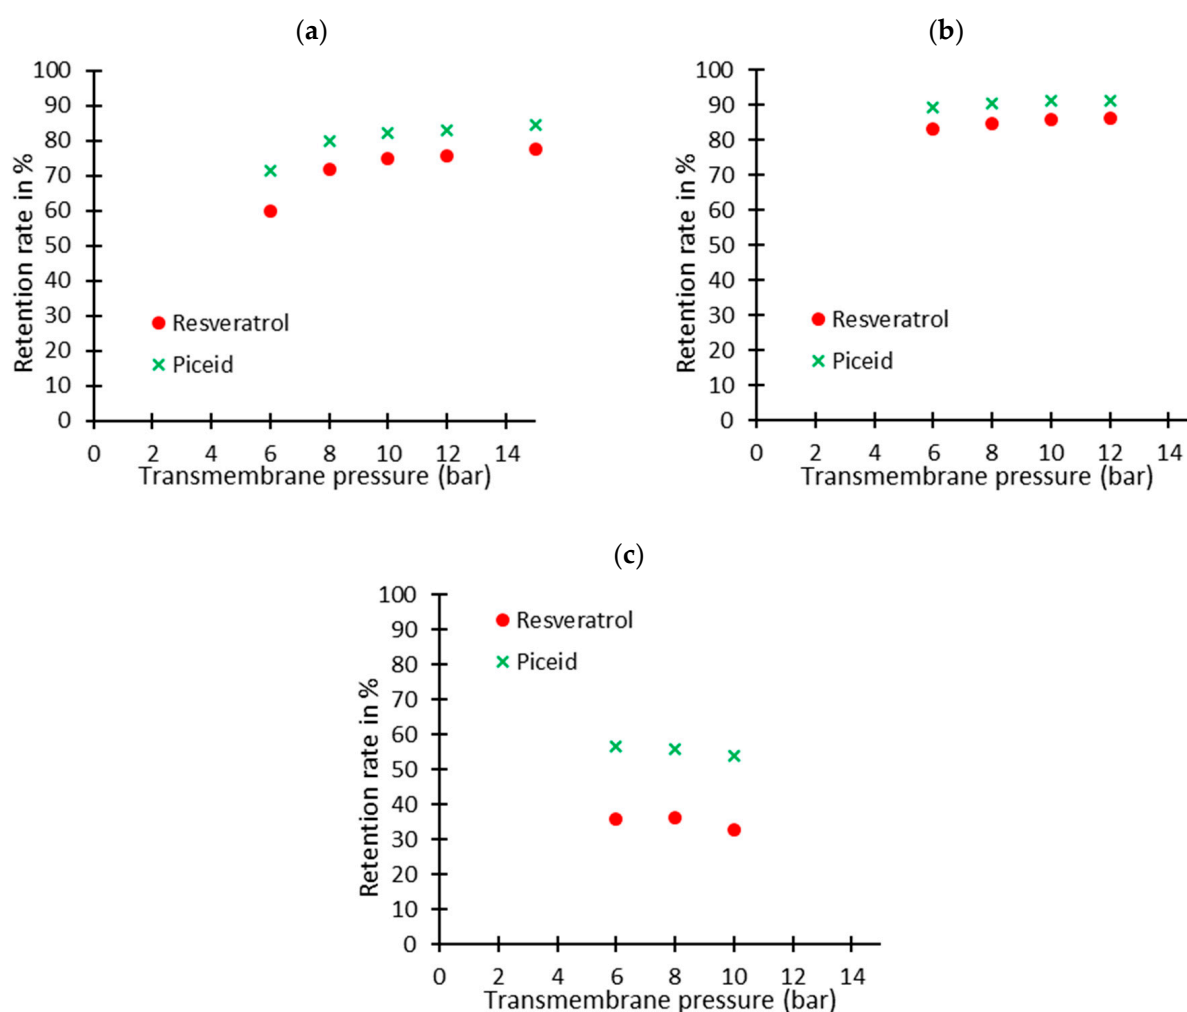 (a)
Retention rate in %
100
90
80
70
60
50
40
30
20
10
0
Resveratrol
Piceid
0 2 4 6 8 10 12 14
Transmembrane pressure (bar)
(b)
Retention rate in %
100
90
80
70
60
50
40
30
20
10
0
Resveratrol
Piceid
0 2 4 6 8 10 12 14
Transmembrane pressure (bar)
(c)
Retention rate in %
100
90
80
70
60
50
40
30
20
10
0
Resveratrol
Piceid
0 2 4 6 8 10 12 14
Transmembrane pressure (bar)